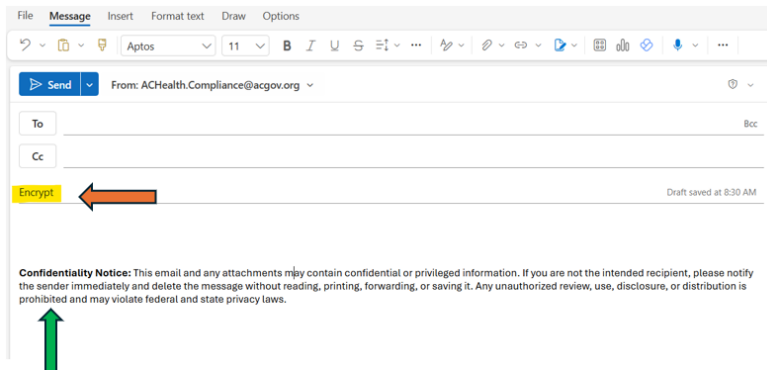 File Message Insert Format text Draw Options
Aptos 11 B I U S
Send From: ACHealth.Compliance@acgov.org
To Bcc
Cc
Encrypt Draft saved at 8:30 AM
Confidentiality Notice: This email and any attachments may contain confidential or privileged information. If you are not the intended recipient, please notify
the sender immediately and delete the message without reading, printing, forwarding, or saving it. Any unauthorized review, use, disclosure, or distribution is
prohibited and may violate federal and state privacy laws.